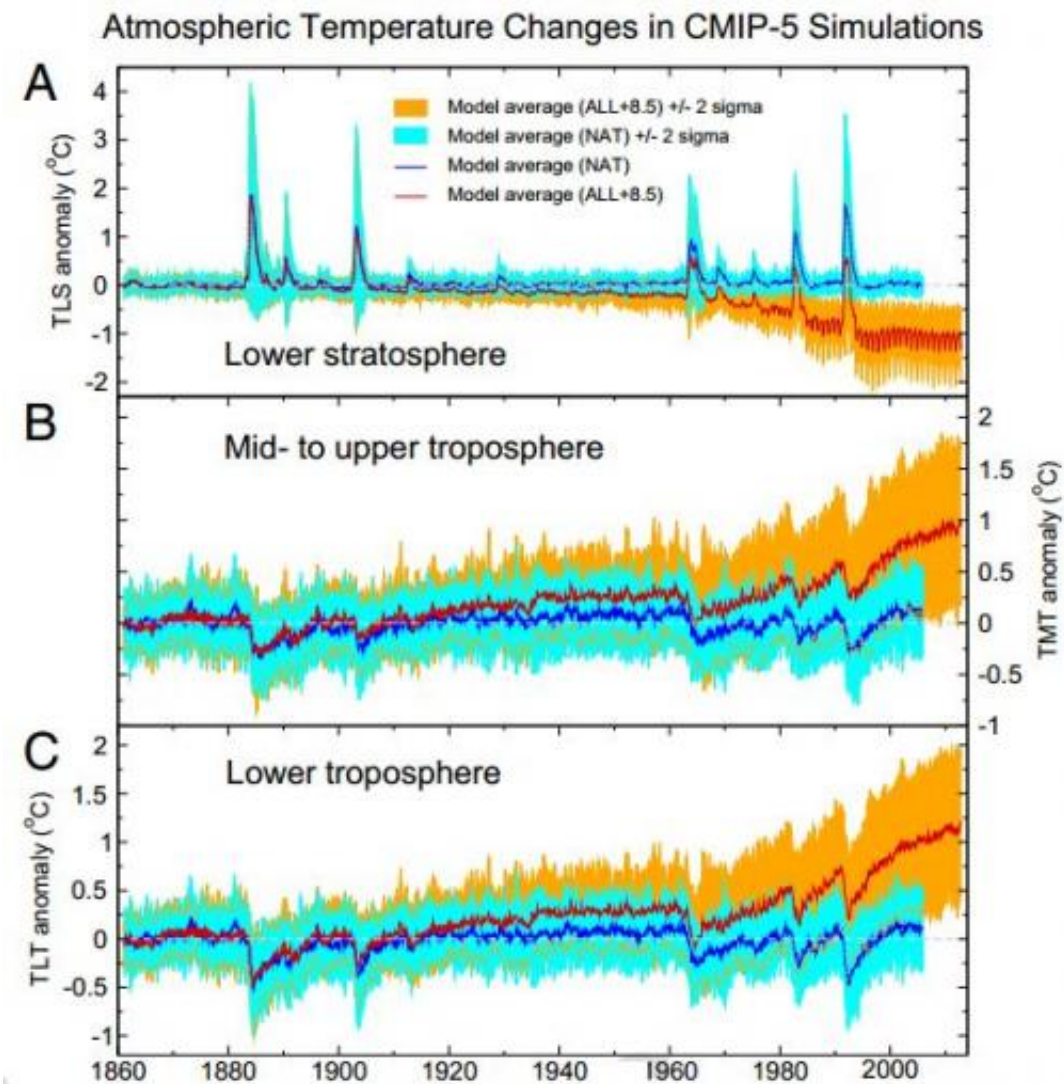 Atmospheric Temperature Changes in CMIP-5 Simulations
A
4
3
2
1
0
-1
-2
TLS anomaly (°C)
Model average (ALL+8.5) +/- 2 sigma
Model average (NAT) +/- 2 sigma
Model average (NAT)
Model average (ALL+8.5)
Lower stratosphere
B
Mid- to upper troposphere
2
1.5
1
0.5
0
-0.5
-1
TMT anomaly (°C)
C
2
1.5
1
0.5
0
-0.5
-1
TLT anomaly (°C)
Lower troposphere
1860 1880 1900 1920 1940 1960 1980 2000